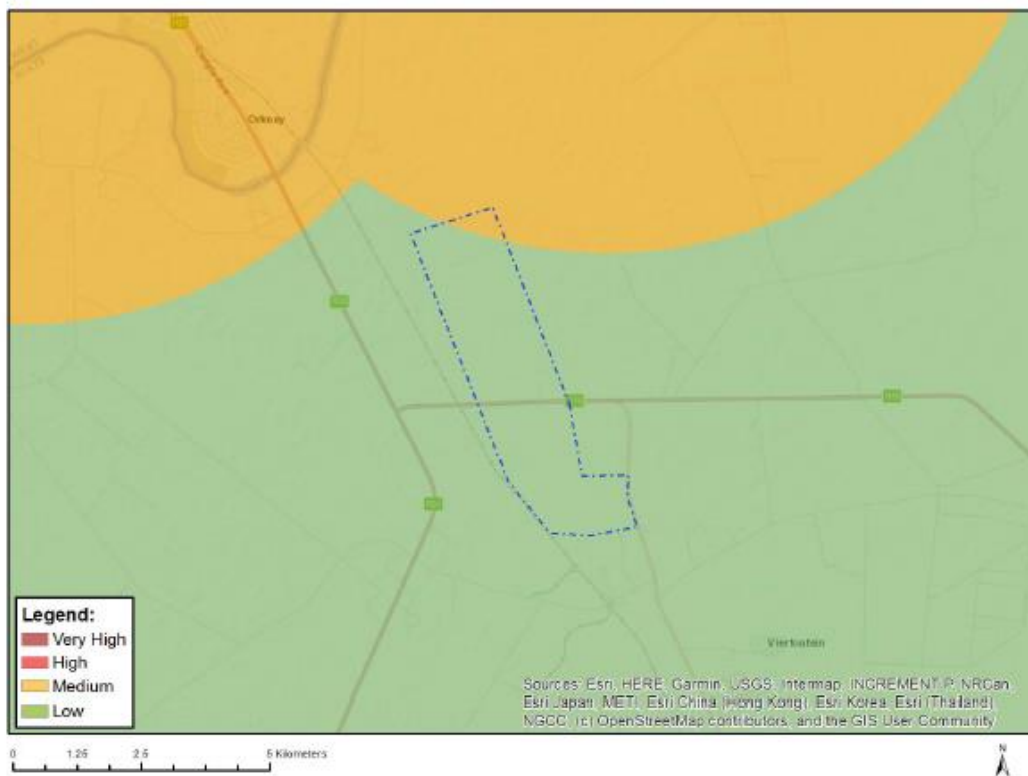 Orkney
Legend:
Very High
High
Medium
Low
Vierfontein
Sources: Esri, HERE, Garmin, USGS, Intermap, INCREMENT P, NRCan,
Esri Japan, METI, Esri China (Hong Kong), Esri Korea, Esri (Thailand),
NGCC, (c) OpenStreetMap contributors, and the GIS User Community
0 1.25 2.5 5 Kilometers
N